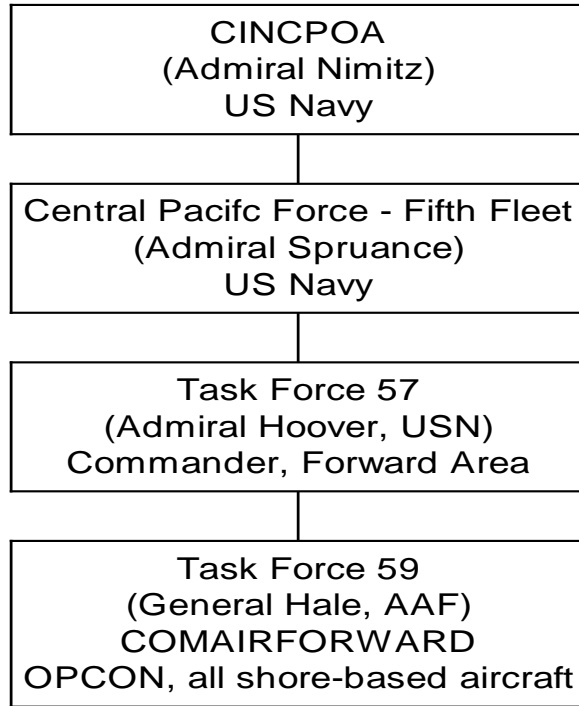 CINCPOA
(Admiral Nimitz)
US Navy
Central Pacifc Force - Fifth Fleet
(Admiral Spruance)
US Navy
Task Force 57
(Admiral Hoover, USN)
Commander, Forward Area
Task Force 59
(General Hale, AAF)
COMAIRFORWARD
OPCON, all shore-based aircraft